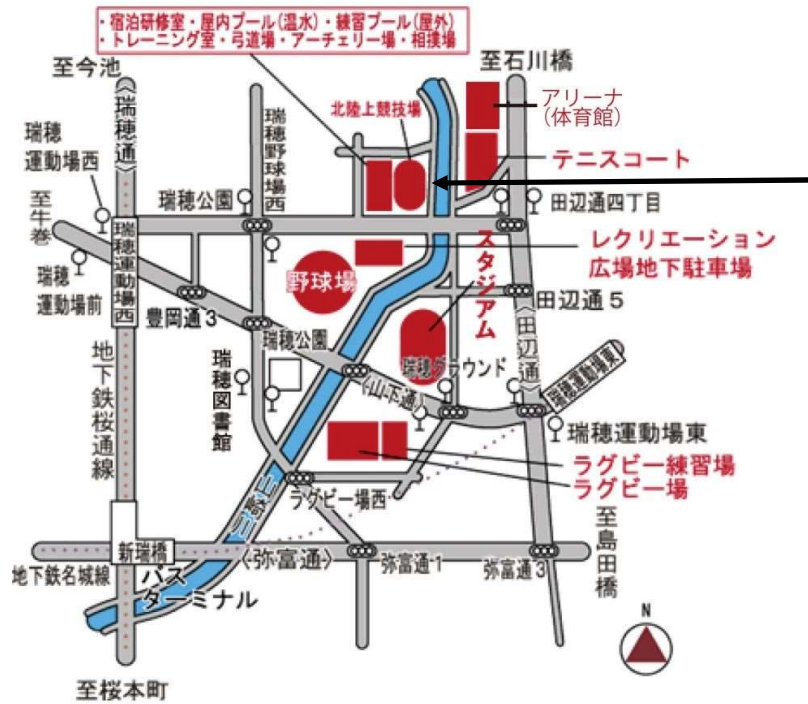 ・宿泊研修室・屋内プール(温水)・練習プール(屋外)
・トレーニング室・弓道場・アーチェリー場・相撲場
至今池
至石川橋
〈瑞穂通〉
瑞穂野球場西
北陸上競技場
アリーナ
(体育館)
瑞穂
運動場西
テニスコート
至牛巻
瑞穂公園
田辺通四丁目
瑞穂運動場西
スタジアム
レクリエーション
広場地下駐車場
野球場
瑞穂
運動場前
豊岡通3
田辺通5
〈田辺通〉
瑞穂公園
瑞穂グラウンド
瑞穂運動場東
地下鉄桜通線
瑞穂図書館
〈山下通〉
瑞穂運動場東
ラグビー練習場
ラグビー場
ラグビー場西
至島田橋
新瑞橋
〈弥富通〉
弥富通1
弥富通3
地下鉄名城線
バス
ターミナル
N
至桜本町